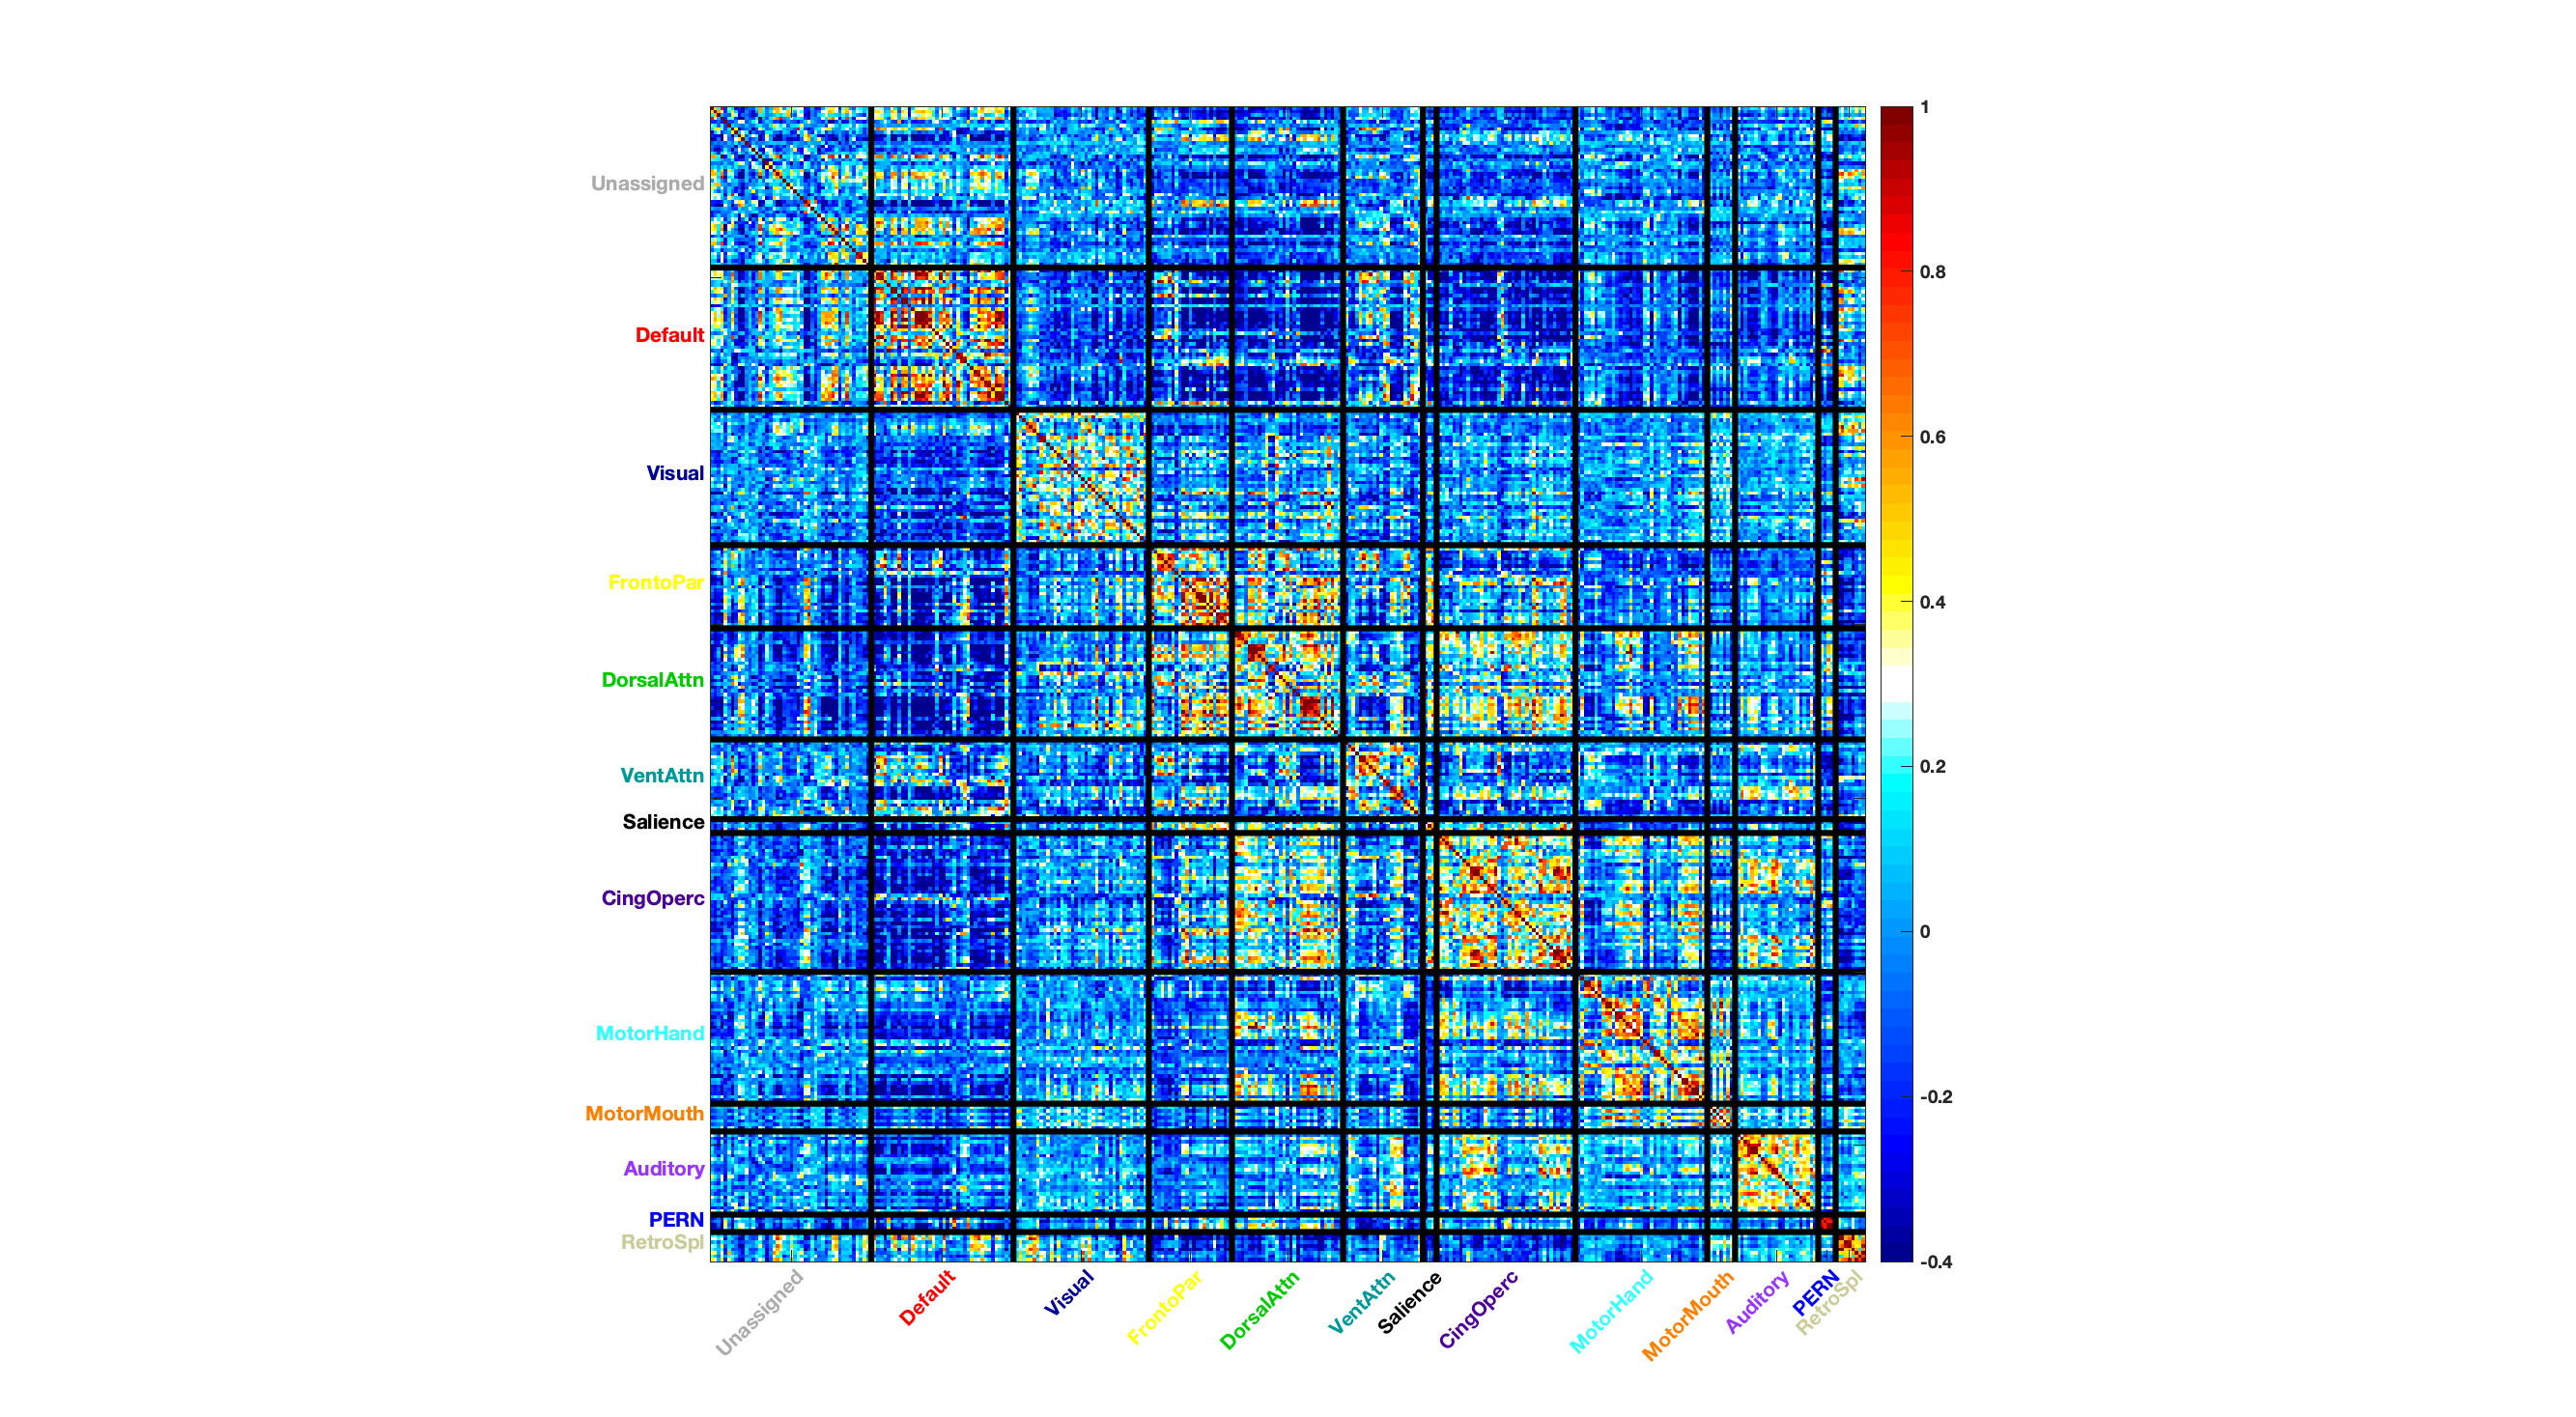 Unassigned
Default
Visual
FrontoPar
DorsalAttn
VentAttn
Salience
CingOperc
MotorHand
MotorMouth
Auditory
PERN
RetroSpl
Unassigned
Default
Visual
FrontoPar
DorsalAttn
VentAttn
Salience
CingOperc
MotorHand
MotorMouth
Auditory
PERN
RetroSpl
1
0.8
0.6
0.4
0.2
0
-0.2
-0.4